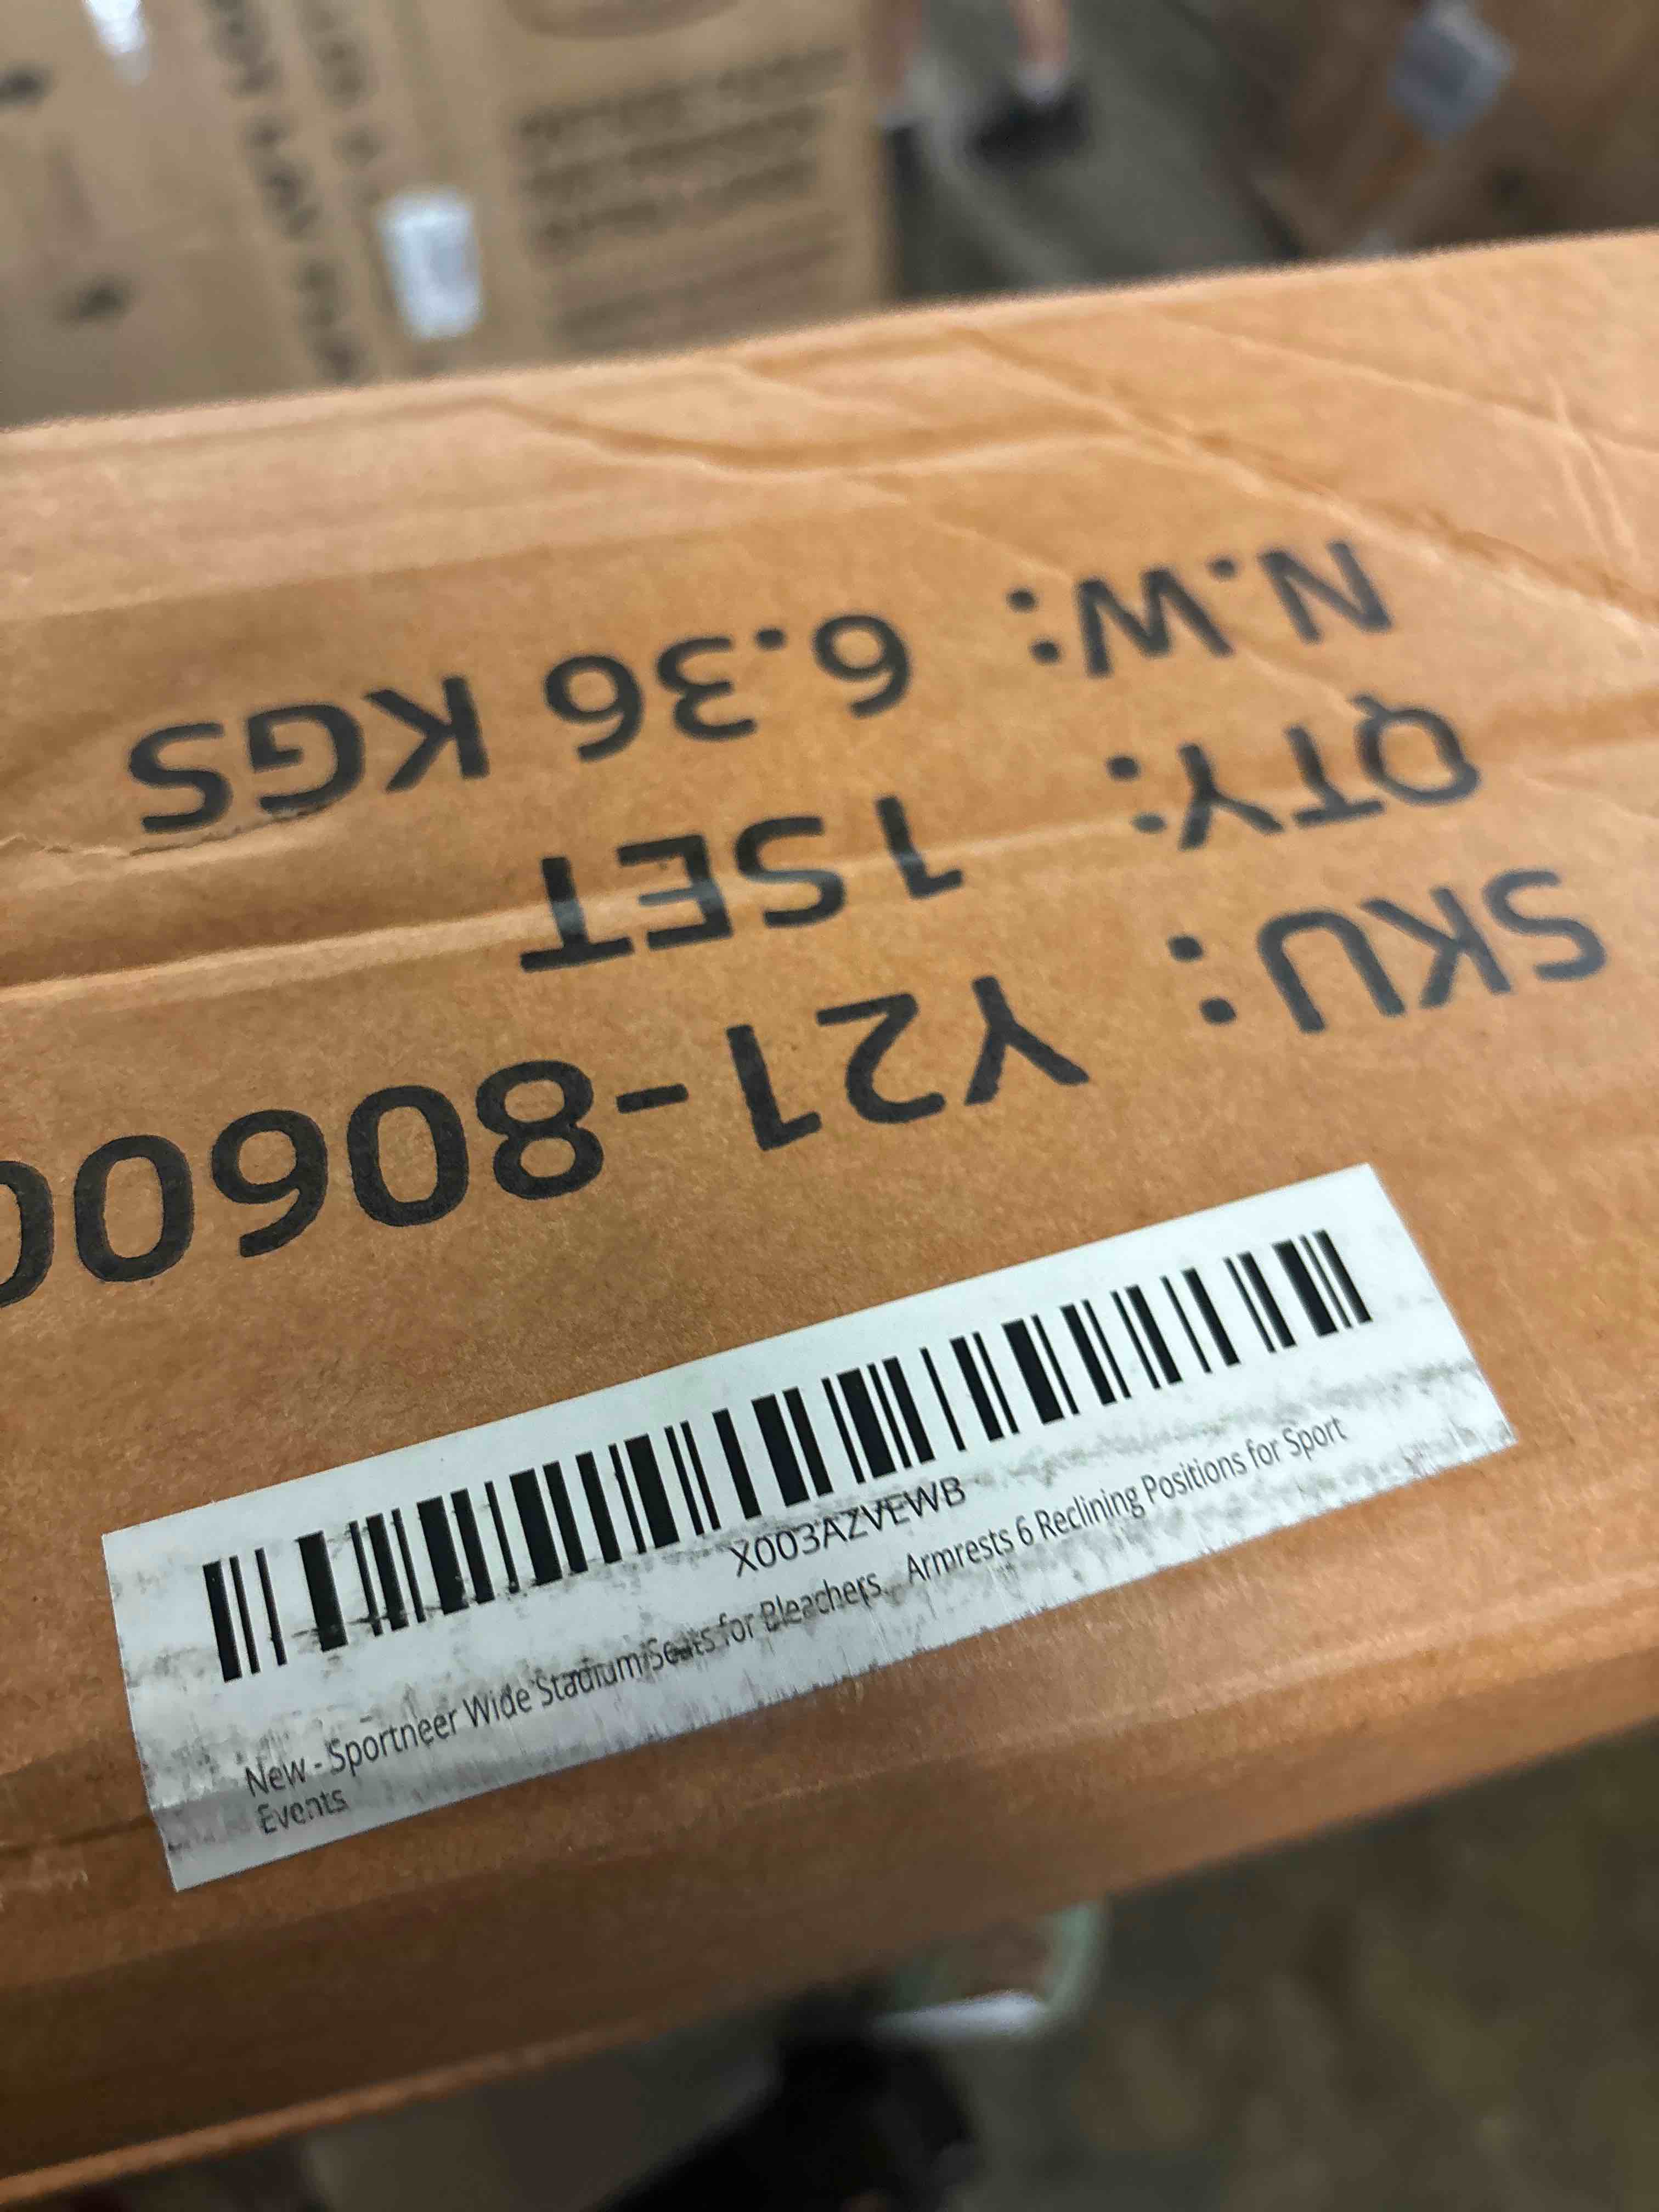 SKU: Y21-8060
QTY: 1SET
N.W: 6.36 KGS
X003AZVEWB
New - Sportneer Wide Stadium Seats for Bleachers, Armrests 6 Reclining Positions for Sport
Events